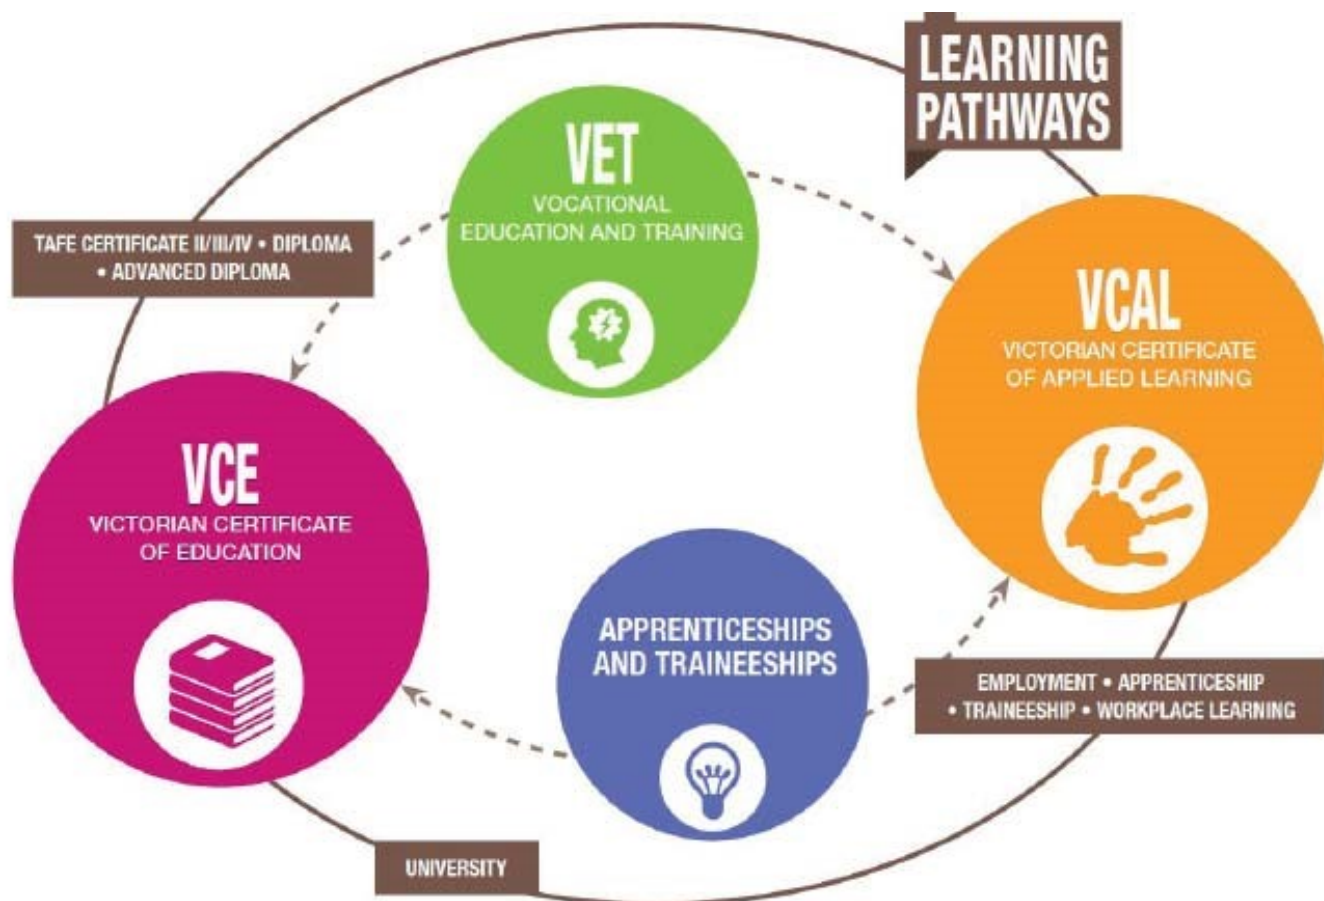 LEARNING
PATHWAYS
VET
VOCATIONAL
EDUCATION AND TRAINING
TAFE CERTIFICATE II/III/IV • DIPLOMA
• ADVANCED DIPLOMA
VCAL
VICTORIAN CERTIFICATE
OF APPLIED LEARNING
VCE
VICTORIAN CERTIFICATE
OF EDUCATION
APPRENTICESHIPS
AND TRAINEESHIPS
EMPLOYMENT • APPRENTICESHIP
• TRAINEESHIP • WORKPLACE LEARNING
UNIVERSITY